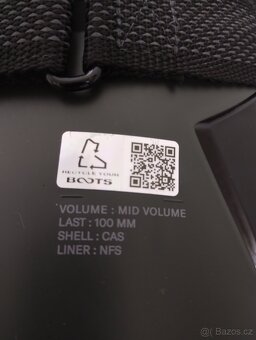 RECYCLE YOUR
BOOTS
VOLUME : MID VOLUME
LAST : 100 MM
SHELL : CAS
LINER : NFS
Bazos.cz